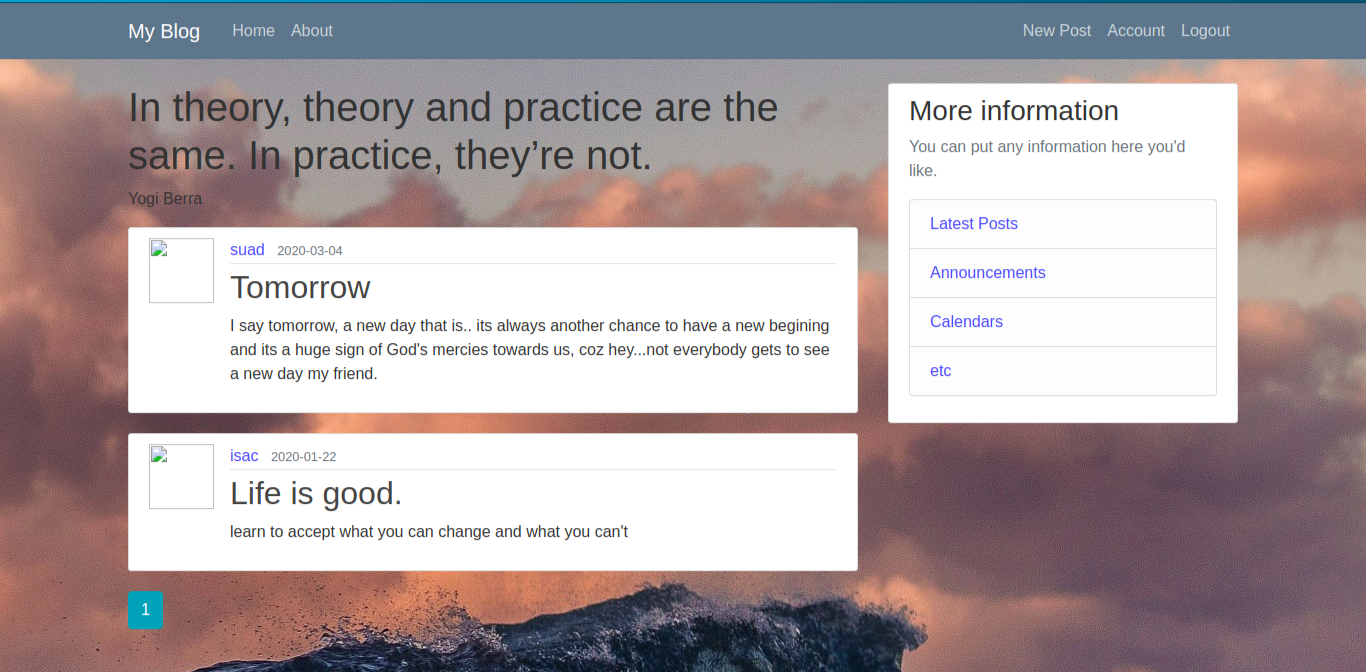 My Blog Home About New Post Account Logout
In theory, theory and practice are the
same. In practice, they’re not.
Yogi Berra
suad 2020-03-04
Tomorrow
I say tomorrow, a new day that is.. its always another chance to have a new begining
and its a huge sign of God's mercies towards us, coz hey...not everybody gets to see
a new day my friend.
isac 2020-01-22
Life is good.
learn to accept what you can change and what you can't
1
More information
You can put any information here you'd
like.
Latest Posts
Announcements
Calendars
etc